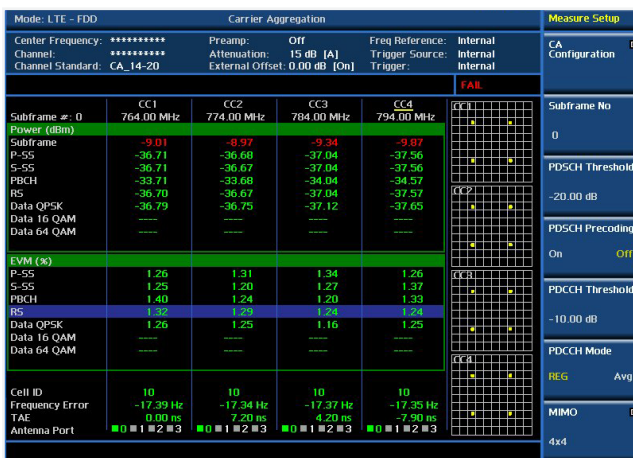 Mode: LTE - FDD Carrier Aggregation Measure Setup
Center Frequency: ********** Preamp: Off Freq Reference: Internal
Channel: ********** Attenuation: 15 dB [A] Trigger Source: Internal
Channel Standard: CA_14-20 External Offset: 0.00 dB [On] Trigger: Internal
CA Configuration
FAIL
CC1 CC2 CC3 CC4
Subframe #: 0 764.00 MHz 774.00 MHz 784.00 MHz 794.00 MHz
Power (dBm)
Subframe -9.01 -8.97 -9.34 -9.87
P-SS -36.71 -36.68 -37.04 -37.56
S-SS -36.71 -36.67 -37.04 -37.56
PBCH -33.71 -33.68 -34.04 -34.57
RS -36.70 -36.67 -37.04 -37.57
Data QPSK -36.79 -36.75 -37.12 -37.65
Data 16 QAM ---- ---- ---- ----
Data 64 QAM ---- ---- ---- ----
EVM (%)
P-SS 1.26 1.31 1.34 1.26
S-SS 1.25 1.20 1.27 1.37
PBCH 1.40 1.24 1.20 1.33
RS 1.32 1.29 1.24 1.24
Data QPSK 1.26 1.25 1.16 1.25
Data 16 QAM ---- ---- ---- ----
Data 64 QAM ---- ---- ---- ----
Cell ID 10 10 10 10
Frequency Error -17.39 Hz -17.34 Hz -17.37 Hz -17.35 Hz
TAE 0.00 ns 7.20 ns 4.20 ns -7.90 ns
Antenna Port 0 1 2 3 0 1 2 3 0 1 2 3 0 1 2 3
CC1
CC2
CC3
CC4
Subframe No
0
PDSCH Threshold
-20.00 dB
PDSCH Precoding
On Off
PDCCH Threshold
-10.00 dB
PDCCH Mode
REG Avg
MIMO
4x4